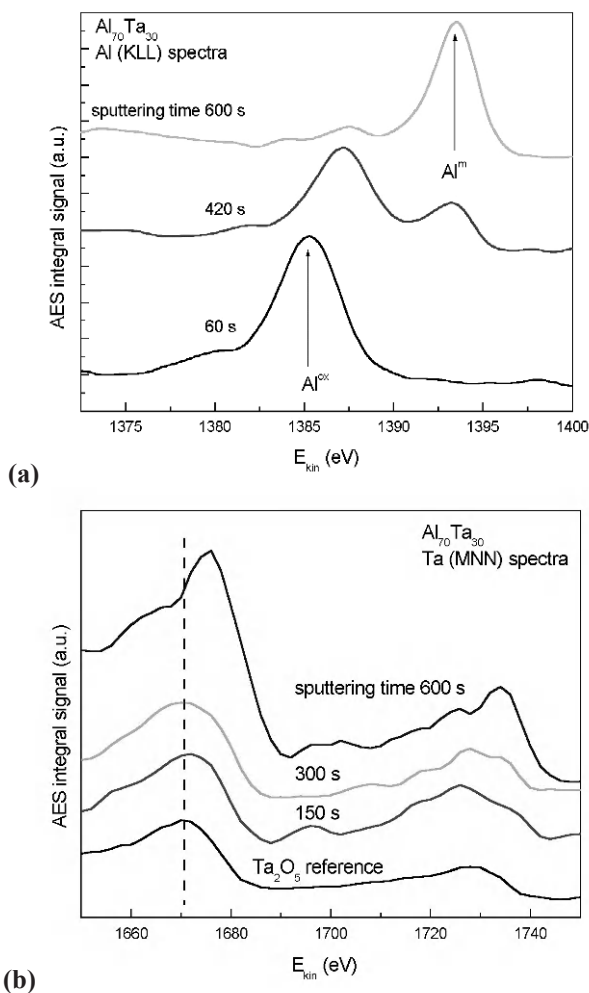 Al₇₀Ta₃₀
Al (KLL) spectra
sputtering time 600 s
Alᵐ
420 s
60 s
Alᵒˣ
AES integral signal (a.u.)
1375 1380 1385 1390 1395 1400
E_kin (eV)
(a)
Al₇₀Ta₃₀
Ta (MNN) spectra
sputtering time 600 s
300 s
150 s
Ta₂O₅ reference
AES integral signal (a.u.)
1660 1680 1700 1720 1740
E_kin (eV)
(b)